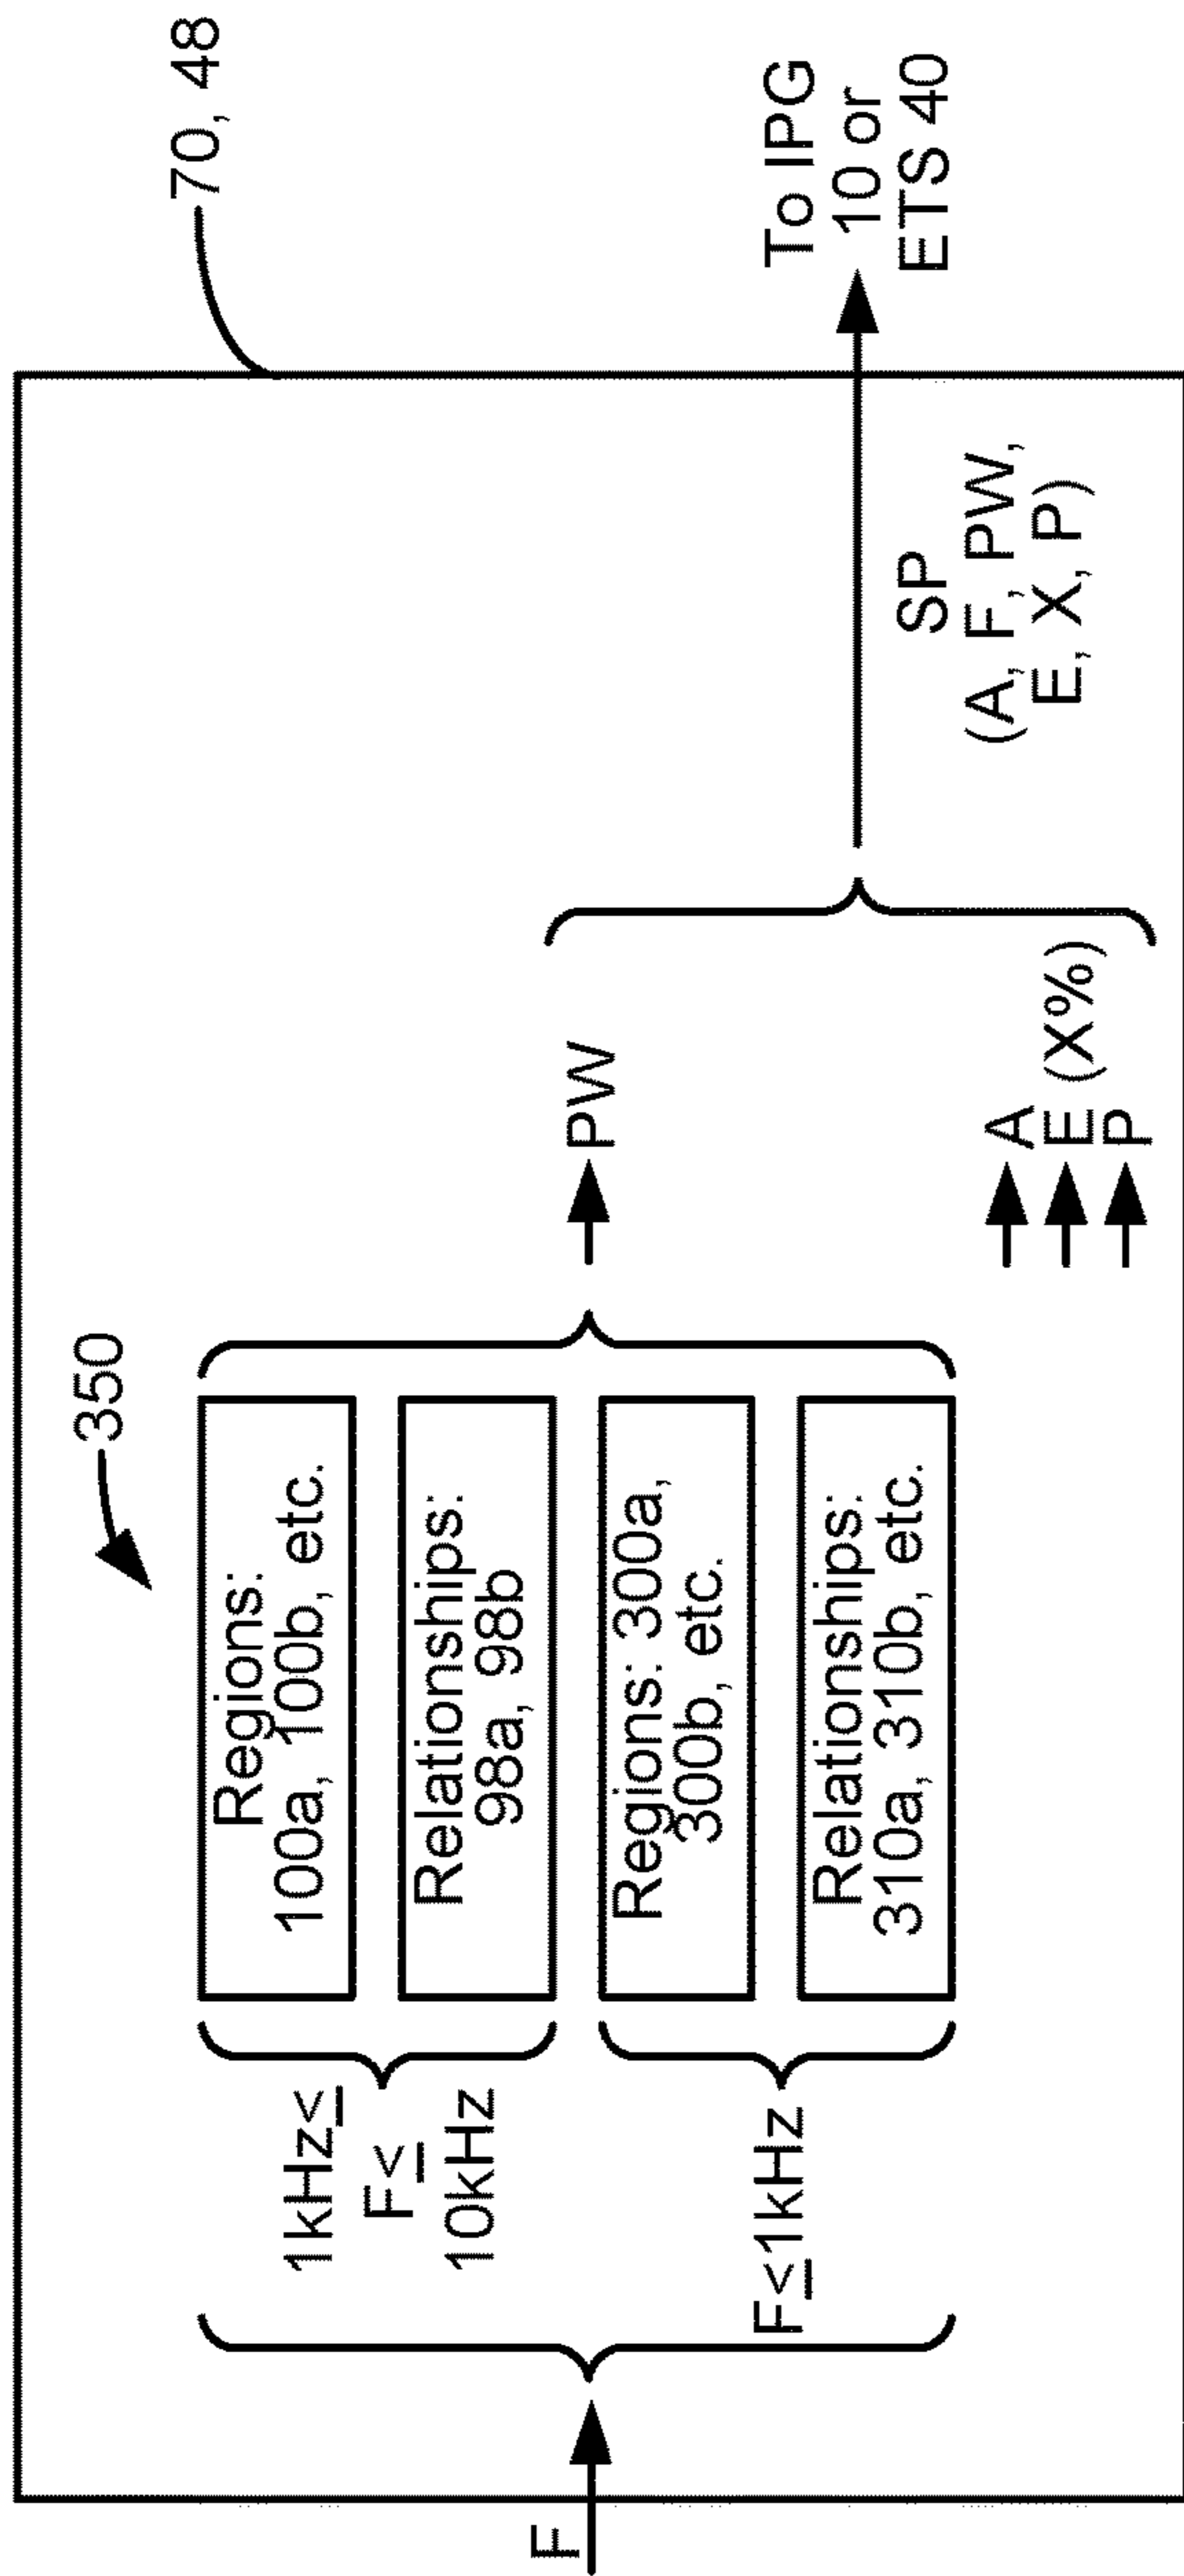 70, 48
350
F
1kHz≤
F≤
10kHz
F≤1kHz
Regions:
100a, 100b, etc.
Relationships:
98a, 98b
Regions: 300a,
300b, etc.
Relationships:
310a, 310b, etc.
PW
A
E (X%)
P
SP
(A, F, PW,
E, X, P)
To IPG
10 or
ETS 40